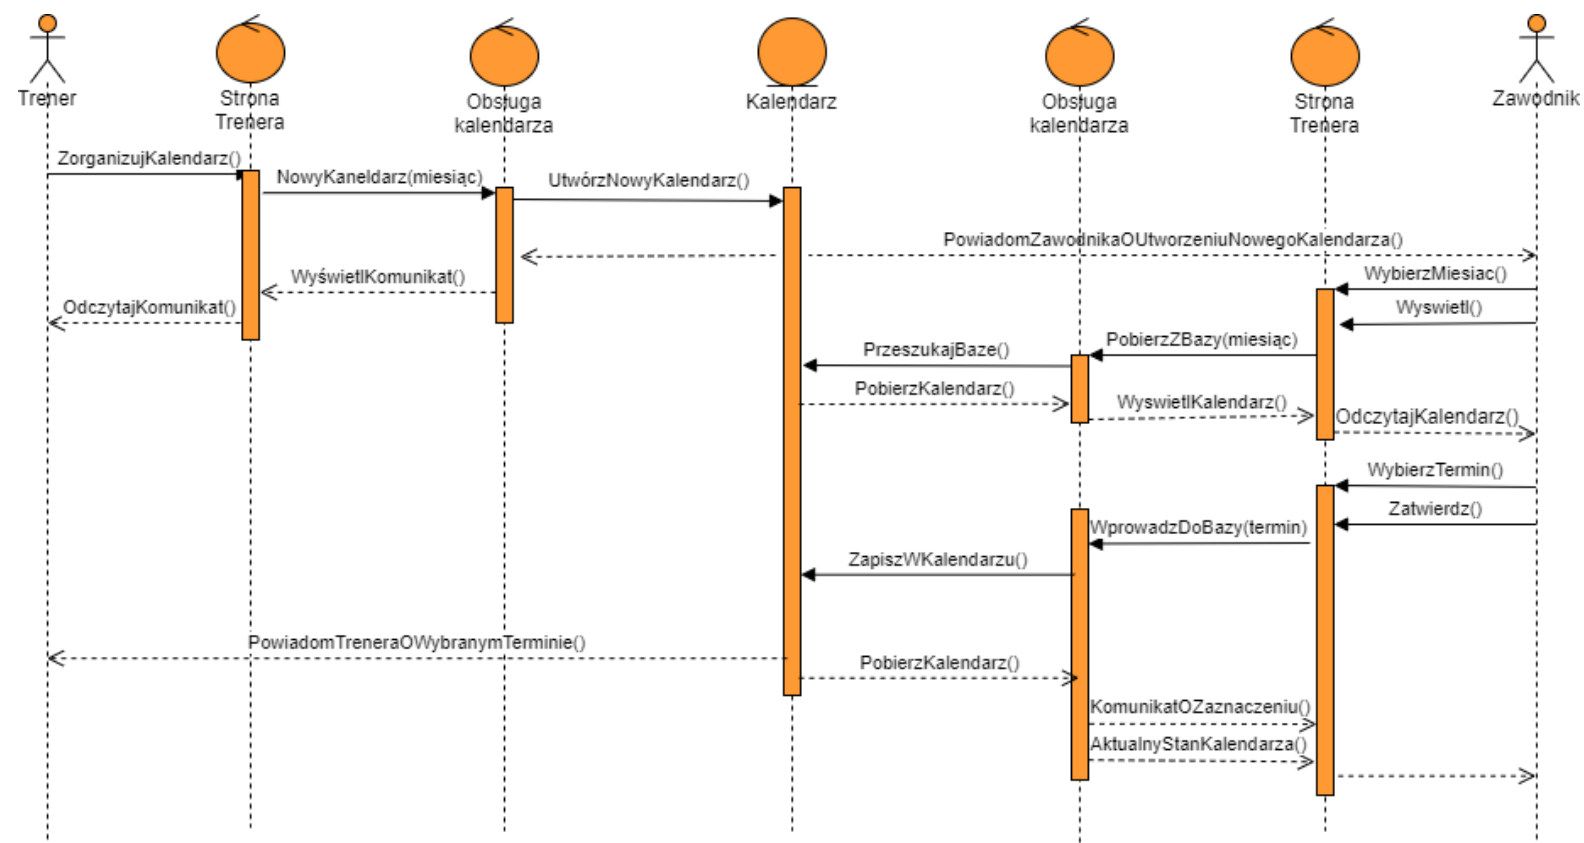 Trener
Strona
Trenera
Obsługa
kalendarza
Kalendarz
Obsługa
kalendarza
Strona
Trenera
Zawodnik
ZorganizujKalendarz()
NowyKaneldarz(miesiąc)
UtwórzNowyKalendarz()
PowiadomZawodnikaOUtworzeniuNowegoKalendarza()
WyświetlKomunikat()
WybierzMiesiac()
OdczytajKomunikat()
Wyswietl()
PobierzZBazy(miesiąc)
PrzeszukajBaze()
PobierzKalendarz()
WyswietlKalendarz()
OdczytajKalendarz()
WybierzTermin()
Zatwierdz()
WprowadzDoBazy(termin)
ZapiszWKalendarzu()
PowiadomTreneraOWybranymTerminie()
PobierzKalendarz()
KomunikatOZaznaczeniu()
AktualnyStanKalendarza()